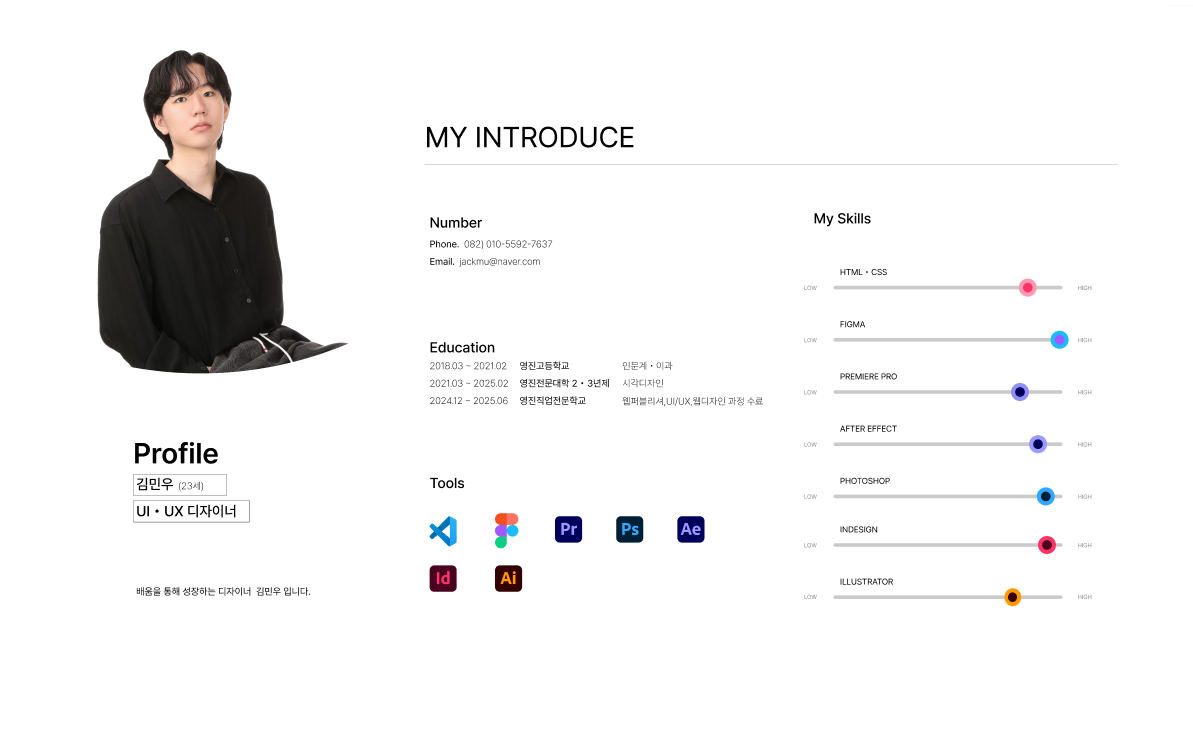 MY INTRODUCE
Profile
김민우 (23세)
UI • UX 디자이너
배움을 통해 성장하는 디자이너 김민우 입니다.
Number
Phone. 082) 010-5592-7637
Email. jackmu@naver.com
Education
2018.03 ~ 2021.02 영진고등학교 인문계 • 이과
2021.03 ~ 2025.02 영진전문대학 2 • 3년제 시각디자인
2024.12 ~ 2025.06 영진직업전문학교 웹퍼블리셔,UI/UX,웹디자인 과정 수료
Tools
Pr Ps Ae
Id Ai
My Skills
HTML • CSS
LOW HIGH
FIGMA
LOW HIGH
PREMIERE PRO
LOW HIGH
AFTER EFFECT
LOW HIGH
PHOTOSHOP
LOW HIGH
INDESIGN
LOW HIGH
ILLUSTRATOR
LOW HIGH